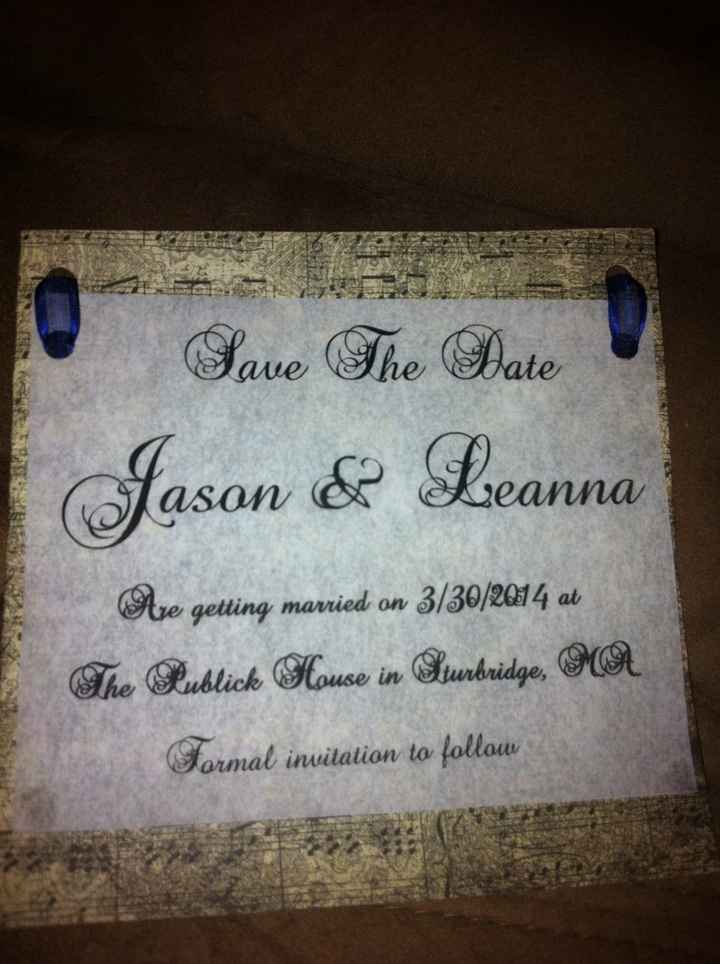 Save The Date
Jason & Leanna
Are getting married on 3/30/2014 at
The Publick House in Sturbridge, MA
Formal invitation to follow